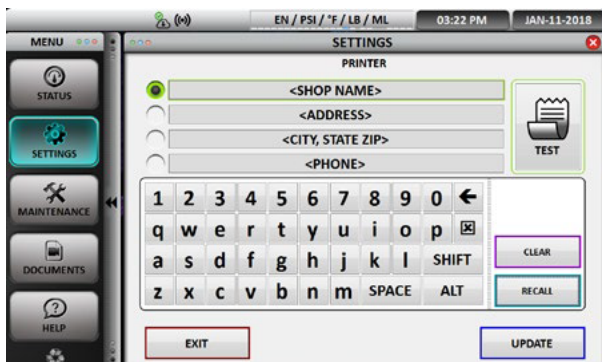 EN / PSI / °F / LB / ML 03:22 PM JAN-11-2018
MENU SETTINGS
PRINTER
STATUS
SETTINGS
MAINTENANCE
DOCUMENTS
HELP
<SHOP NAME>
<ADDRESS>
<CITY, STATE ZIP>
<PHONE>
TEST
1 2 3 4 5 6 7 8 9 0 ←
q w e r t y u i o p
a s d f g h j k l SHIFT
z x c v b n m SPACE ALT
CLEAR
RECALL
EXIT UPDATE